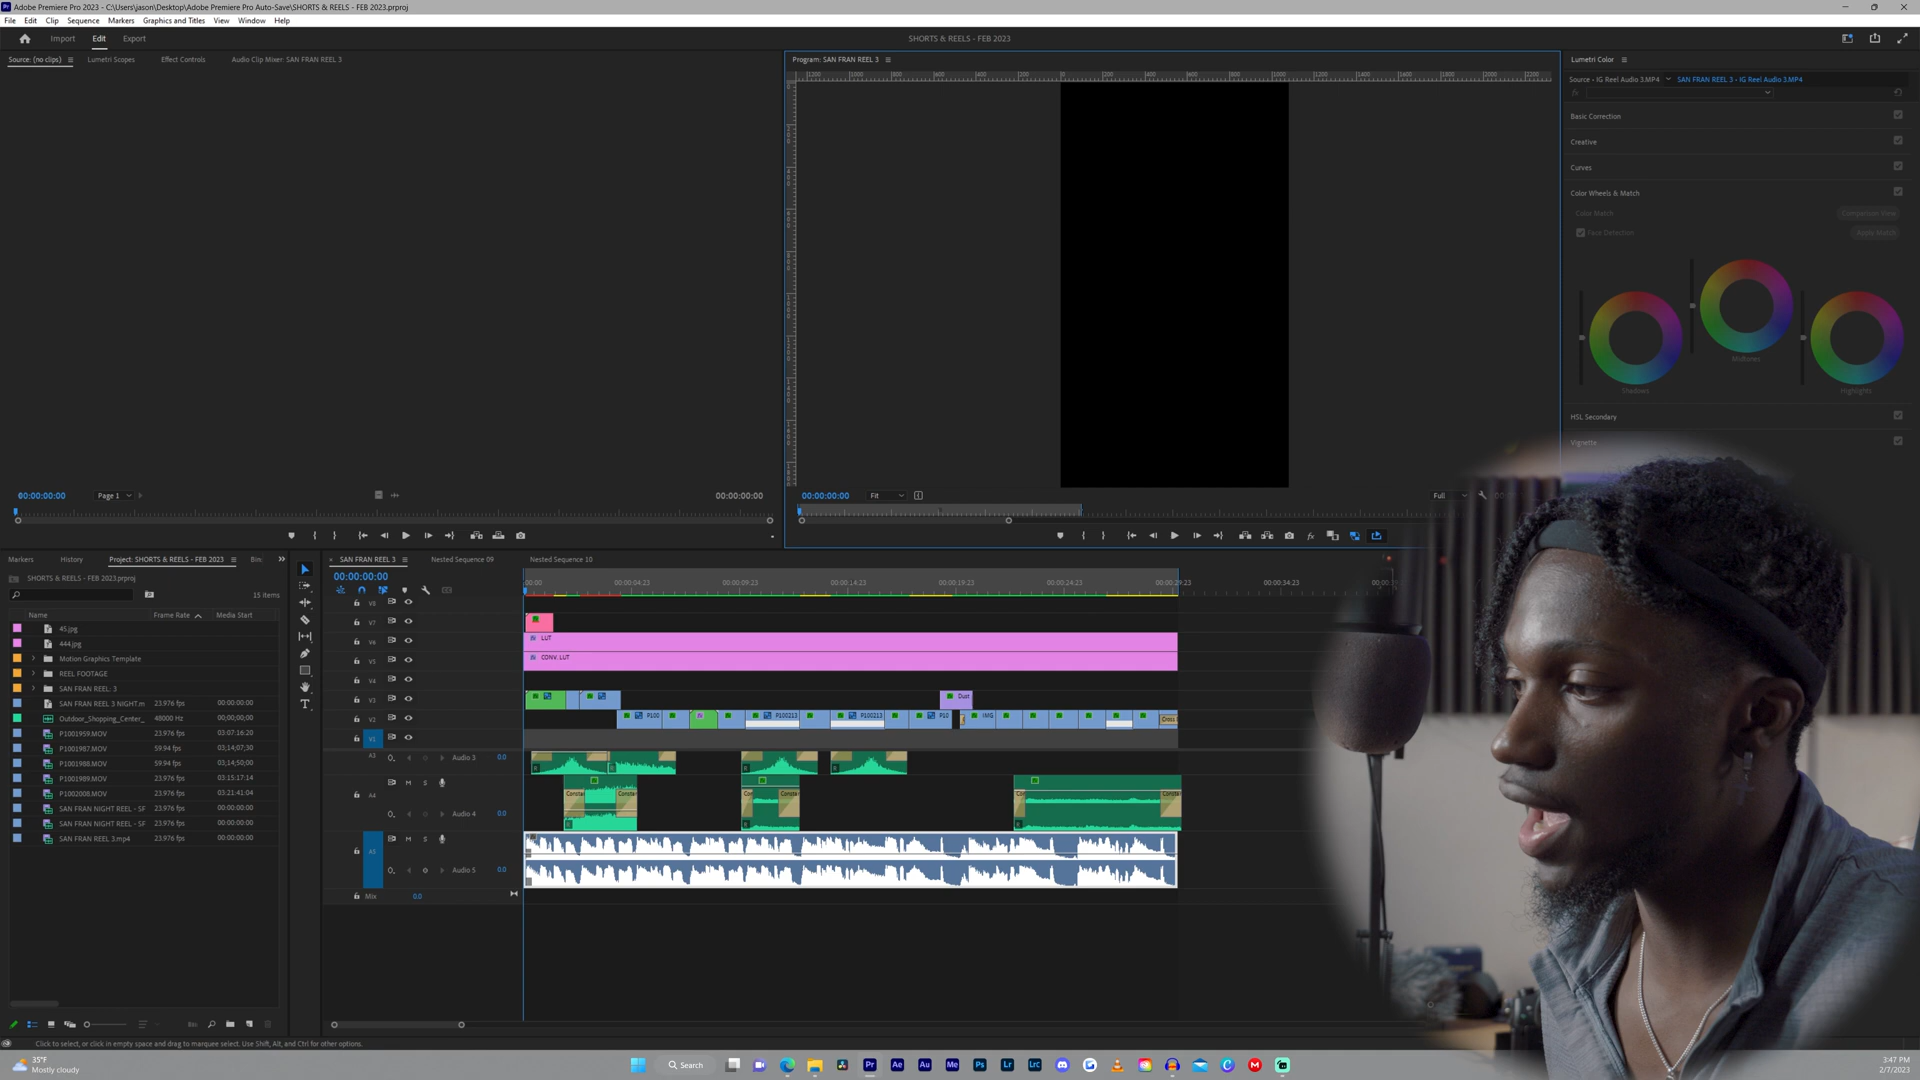 Adobe Premiere Pro 2023 - C:\Users\jason\Desktop\Adobe Premiere Pro Auto-Save\SHORTS & REELS - FEB 2023.prproj
File Edit Clip Sequence Markers Graphics and Titles View Window Help
Import Edit Export
SHORTS & REELS - FEB 2023
Source: (no clips) Lumetri Scopes Effect Controls Audio Clip Mixer: SAN FRAN REEL 3
Program: SAN FRAN REEL 3
Lumetri Color
Source - IG Reel Audio 3.MP4 SAN FRAN REEL 3 - IG Reel Audio 3.MP4
fx
Basic Correction
Creative
Curves
Color Wheels & Match
Color Match Comparison View
Face Detection Apply Match
Midtones
Shadows Highlights
HSL Secondary
Vignette
00:00:00:00 Page 1 00:00:00:00
00:00:00:00 Fit Full
Markers History Project: SHORTS & REELS - FEB 2023 Bin:
SHORTS & REELS - FEB 2023.prproj
15 items
Name Frame Rate Media Start
45.jpg
444.jpg
Motion Graphics Template
REEL FOOTAGE
SAN FRAN REEL: 3
SAN FRAN REEL 3 NIGHT.m 23.976 fps 00:00:00:00
Outdoor_Shopping_Center_ 48000 Hz 00;00;00;00
P1001959.MOV 23.976 fps 03:07:16:20
P1001987.MOV 59.94 fps 03;14;07;30
P1001988.MOV 59.94 fps 03;14;50;00
P1001989.MOV 23.976 fps 03:15:17:14
P1002008.MOV 23.976 fps 03:21:41:04
SAN FRAN NIGHT REEL - SF 23.976 fps 00:00:00:00
SAN FRAN NIGHT REEL - SF 23.976 fps 00:00:00:00
SAN FRAN REEL 3.mp4 23.976 fps 00:00:00:00
SAN FRAN REEL 3 Nested Sequence 09 Nested Sequence 10
00:00:00:00
:00:00 00:00:04:23 00:00:09:23 00:00:14:23 00:00:19:23 00:00:24:23 00:00:29:23 00:00:34:23
V8
V7
V6 LUT
V5 CONV. LUT
V4
V3 Dust
V2 P100 P100213 P100213 P10 IMG Cross
V1
A3 Audio 3 0.0
A4 M S
Consta Consta Con Consta Con Consta
Audio 4 0.0
A5 M S
Audio 5 0.0
Mix 0.0
Click to select, or click in empty space and drag to marquee select. Use Shift, Alt, and Ctrl for other options.
35°F
Mostly cloudy
Search
Pr Ae Au Me Ps Lr LrC
3:47 PM
2/7/2023